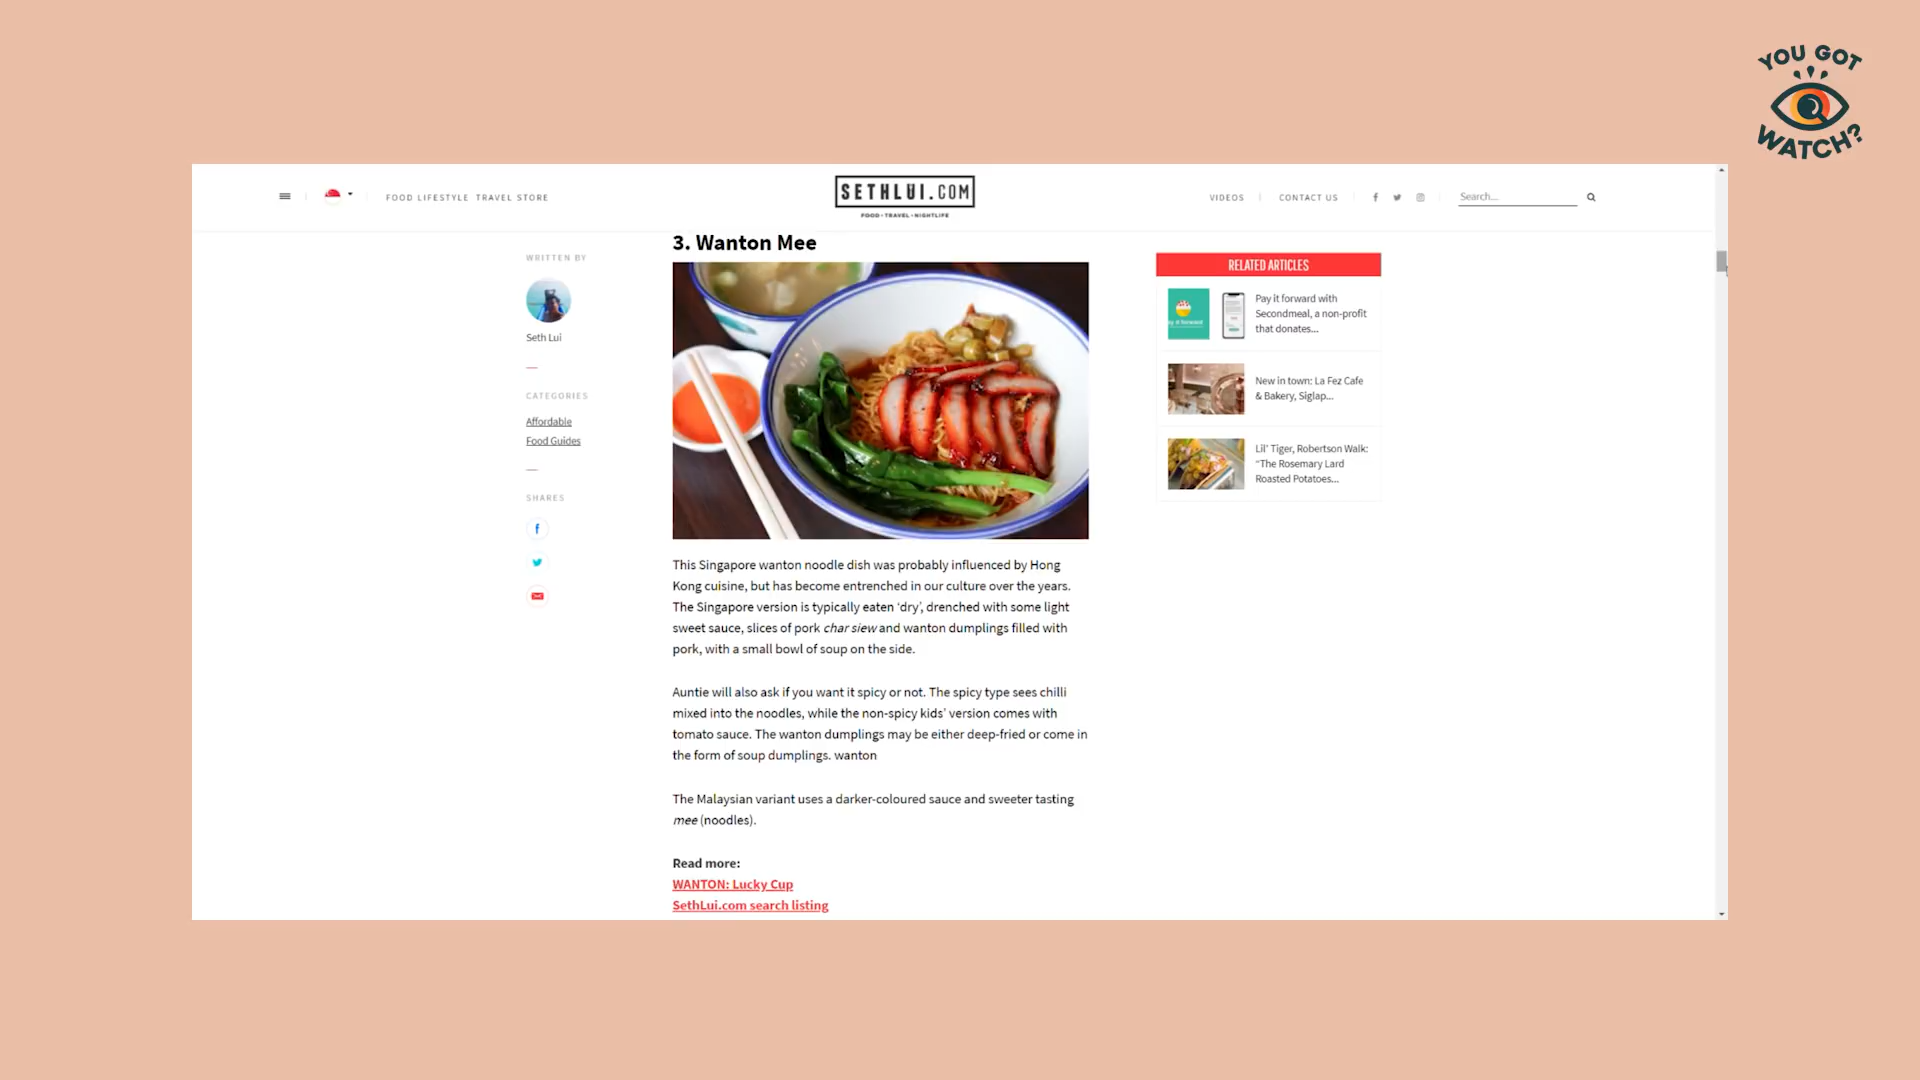 YOU GOT
WATCH?
FOOD LIFESTYLE TRAVEL STORE
SETHLUI.COM
FOOD • TRAVEL • NIGHTLIFE
VIDEOS
CONTACT US
Search...
WRITTEN BY
Seth Lui
CATEGORIES
Affordable
Food Guides
SHARES
3. Wanton Mee
This Singapore wanton noodle dish was probably influenced by Hong
Kong cuisine, but has become entrenched in our culture over the years.
The Singapore version is typically eaten ‘dry’, drenched with some light
sweet sauce, slices of pork char siew and wanton dumplings filled with
pork, with a small bowl of soup on the side.
Auntie will also ask if you want it spicy or not. The spicy type sees chilli
mixed into the noodles, while the non-spicy kids’ version comes with
tomato sauce. The wanton dumplings may be either deep-fried or come in
the form of soup dumplings. wanton
The Malaysian variant uses a darker-coloured sauce and sweeter tasting
mee (noodles).
Read more:
WANTON: Lucky Cup
SethLui.com search listing
RELATED ARTICLES
Pay it forward with
Secondmeal, a non-profit
that donates...
New in town: La Fez Cafe
& Bakery, Siglap...
Lil' Tiger, Robertson Walk:
“The Rosemary Lard
Roasted Potatoes...